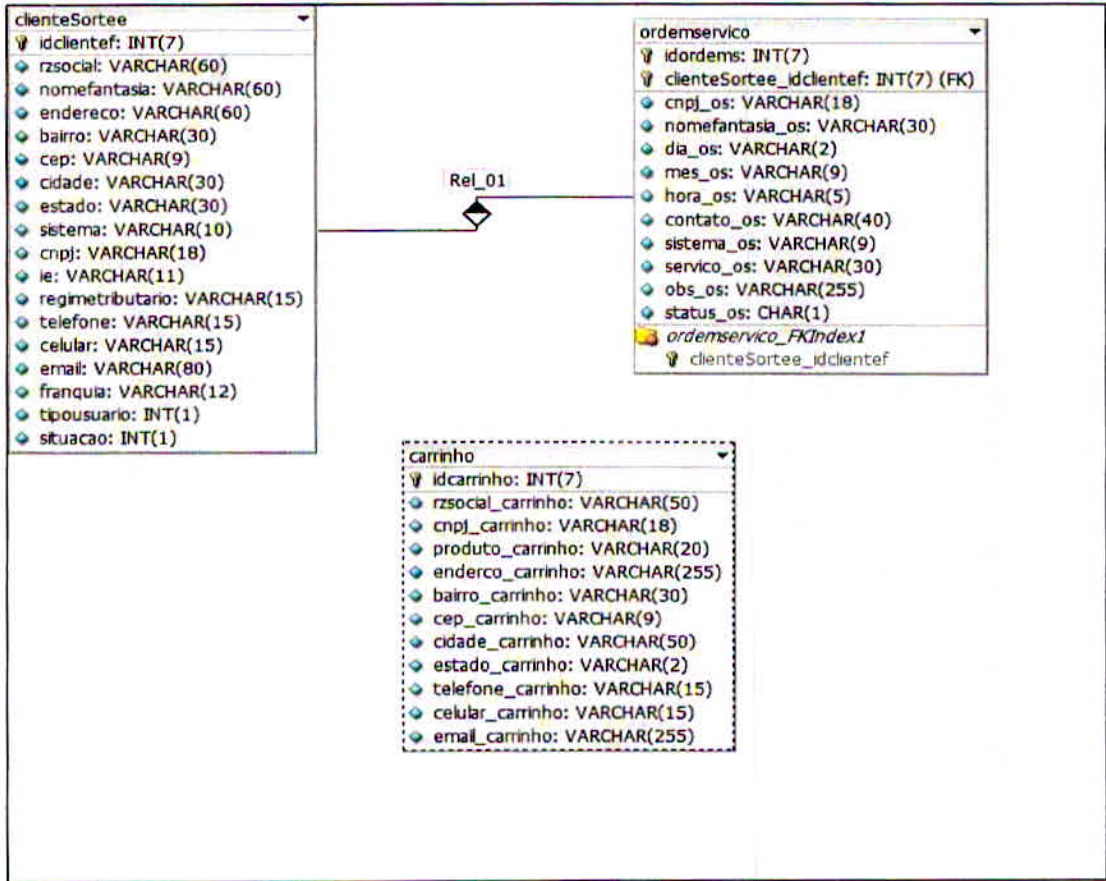 clienteSortee
idclientef: INT(7)
rzsocial: VARCHAR(60)
nomefantasia: VARCHAR(60)
endereco: VARCHAR(60)
bairro: VARCHAR(30)
cep: VARCHAR(9)
cidade: VARCHAR(30)
estado: VARCHAR(30)
sistema: VARCHAR(10)
cnpj: VARCHAR(18)
ie: VARCHAR(11)
regimetributario: VARCHAR(15)
telefone: VARCHAR(15)
celular: VARCHAR(15)
email: VARCHAR(80)
franquia: VARCHAR(12)
tipousuario: INT(1)
situacao: INT(1)
Rel_01
ordemservico
idordems: INT(7)
clienteSortee_idclientef: INT(7) (FK)
cnpj_os: VARCHAR(18)
nomefantasia_os: VARCHAR(30)
dia_os: VARCHAR(2)
mes_os: VARCHAR(9)
hora_os: VARCHAR(5)
contato_os: VARCHAR(40)
sistema_os: VARCHAR(9)
servico_os: VARCHAR(30)
obs_os: VARCHAR(255)
status_os: CHAR(1)
ordemservico_FKIndex1
clienteSortee_idclientef
carrinho
idcarrinho: INT(7)
rzsocial_carrinho: VARCHAR(50)
cnpj_carrinho: VARCHAR(18)
produto_carrinho: VARCHAR(20)
enderco_carrinho: VARCHAR(255)
bairro_carrinho: VARCHAR(30)
cep_carrinho: VARCHAR(9)
cidade_carrinho: VARCHAR(50)
estado_carrinho: VARCHAR(2)
telefone_carrinho: VARCHAR(15)
celular_carrinho: VARCHAR(15)
email_carrinho: VARCHAR(255)